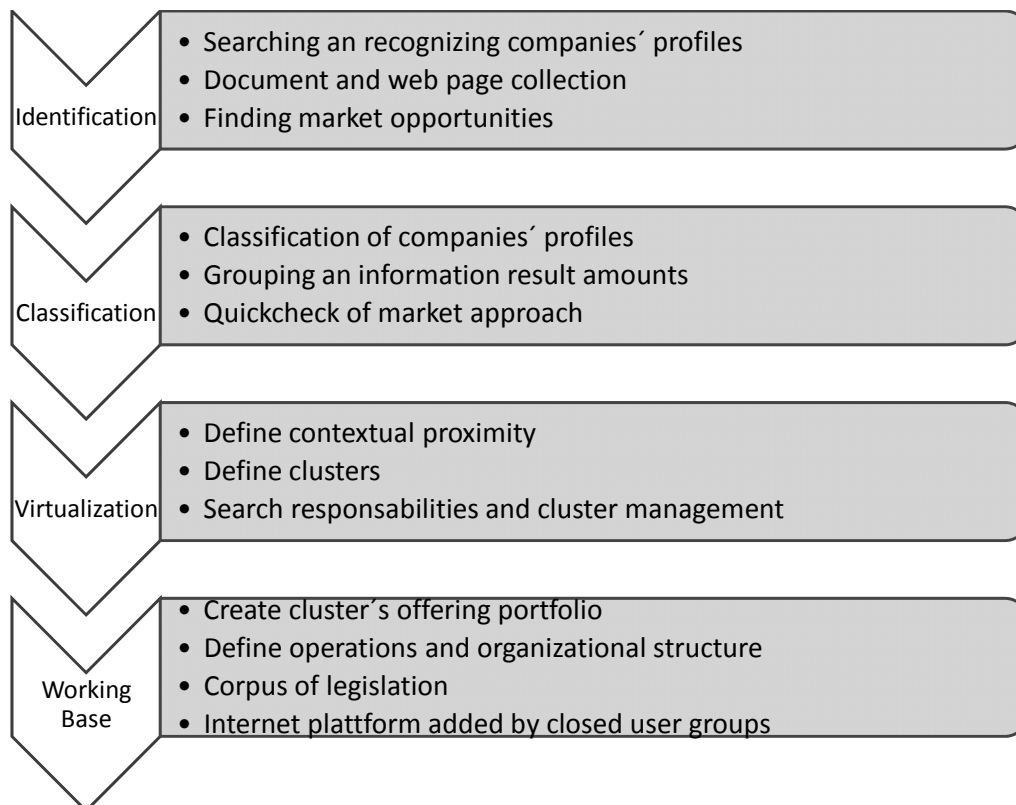 Identification
• Searching an recognizing companies´ profiles
• Document and web page collection
• Finding market opportunities
Classification
• Classification of companies´ profiles
• Grouping an information result amounts
• Quickcheck of market approach
Virtualization
• Define contextual proximity
• Define clusters
• Search responsabilities and cluster management
Working
Base
• Create cluster´s offering portfolio
• Define operations and organizational structure
• Corpus of legislation
• Internet plattform added by closed user groups